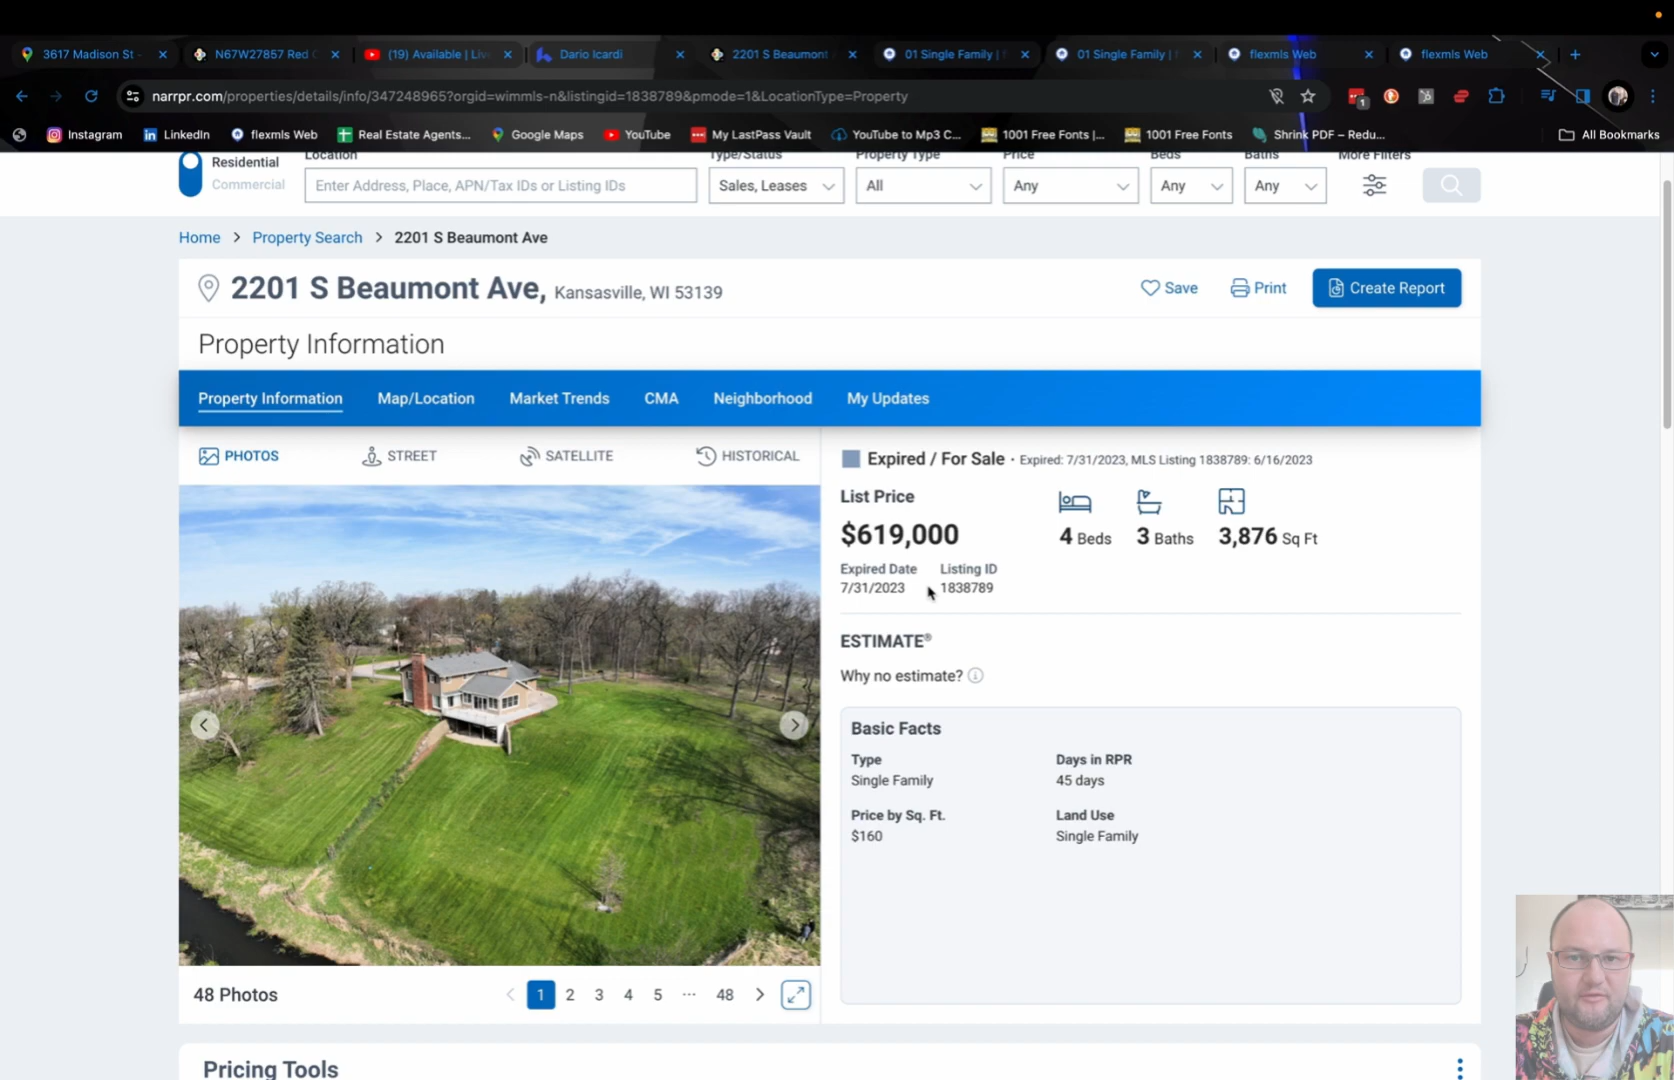 3617 Madison St -
N67W27857 Red
(19) Available | Liv
Dario Icardi
2201 S Beaumont
01 Single Family |
01 Single Family |
flexmls Web
flexmls Web
narrpr.com/properties/details/info/347248965?orgid=wimmls-n&listingid=1838789&pmode=1&LocationType=Property
1
Instagram
LinkedIn
flexmls Web
Real Estate Agents...
Google Maps
YouTube
My LastPass Vault
YouTube to Mp3 C...
1001 Free Fonts |...
1001 Free Fonts
Shrink PDF – Redu...
All Bookmarks
Residential
Commercial
Location
Enter Address, Place, APN/Tax IDs or Listing IDs
Type/Status
Sales, Leases
Property Type
All
Price
Any
Beds
Any
Baths
Any
More Filters
Home > Property Search > 2201 S Beaumont Ave
2201 S Beaumont Ave, Kansasville, WI 53139
Save
Print
Create Report
Property Information
Property Information
Map/Location
Market Trends
CMA
Neighborhood
My Updates
PHOTOS
STREET
SATELLITE
HISTORICAL
Expired / For Sale · Expired: 7/31/2023, MLS Listing 1838789: 6/16/2023
List Price
$619,000
4 Beds
3 Baths
3,876 Sq Ft
Expired Date
7/31/2023
Listing ID
1838789
ESTIMATE®
Why no estimate?
Basic Facts
Type
Single Family
Days in RPR
45 days
Price by Sq. Ft.
$160
Land Use
Single Family
48 Photos
1 2 3 4 5 ... 48
Pricing Tools